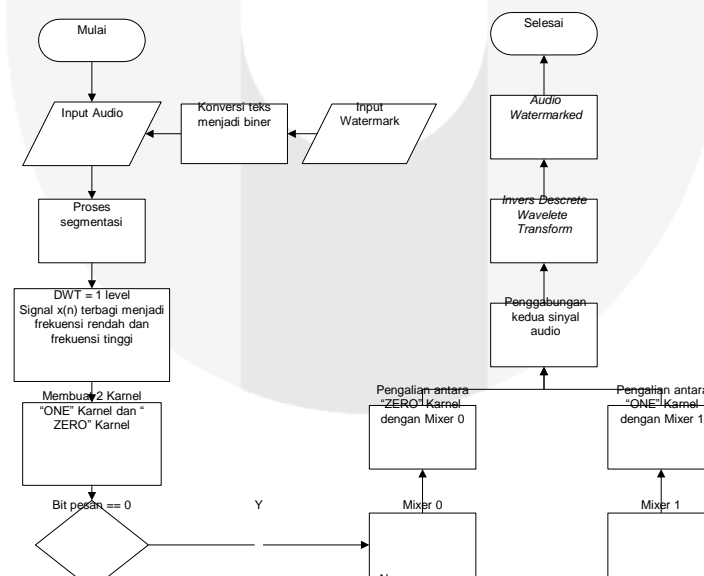 Mulai
Selesai
Input Audio
Konversi teks
menjadi biner
Input
Watermark
Audio
Watermarked
Proses
segmentasi
Invers Descrete
Wavelete
Transform
DWT = 1 level
Signal x(n) terbagi menjadi
frekuensi rendah dan
frekuensi tinggi
Penggabungan
kedua sinyal
audio
Membuat 2 Karnel
“ONE” Karnel dan “
ZERO” Karnel
Pengalian antara
“ZERO” Karnel
dengan Mixer 0
Pengalian antara
“ONE” Karnel
dengan Mixer 1
Bit pesan == 0
Y
Mixer 0
Mixer 1